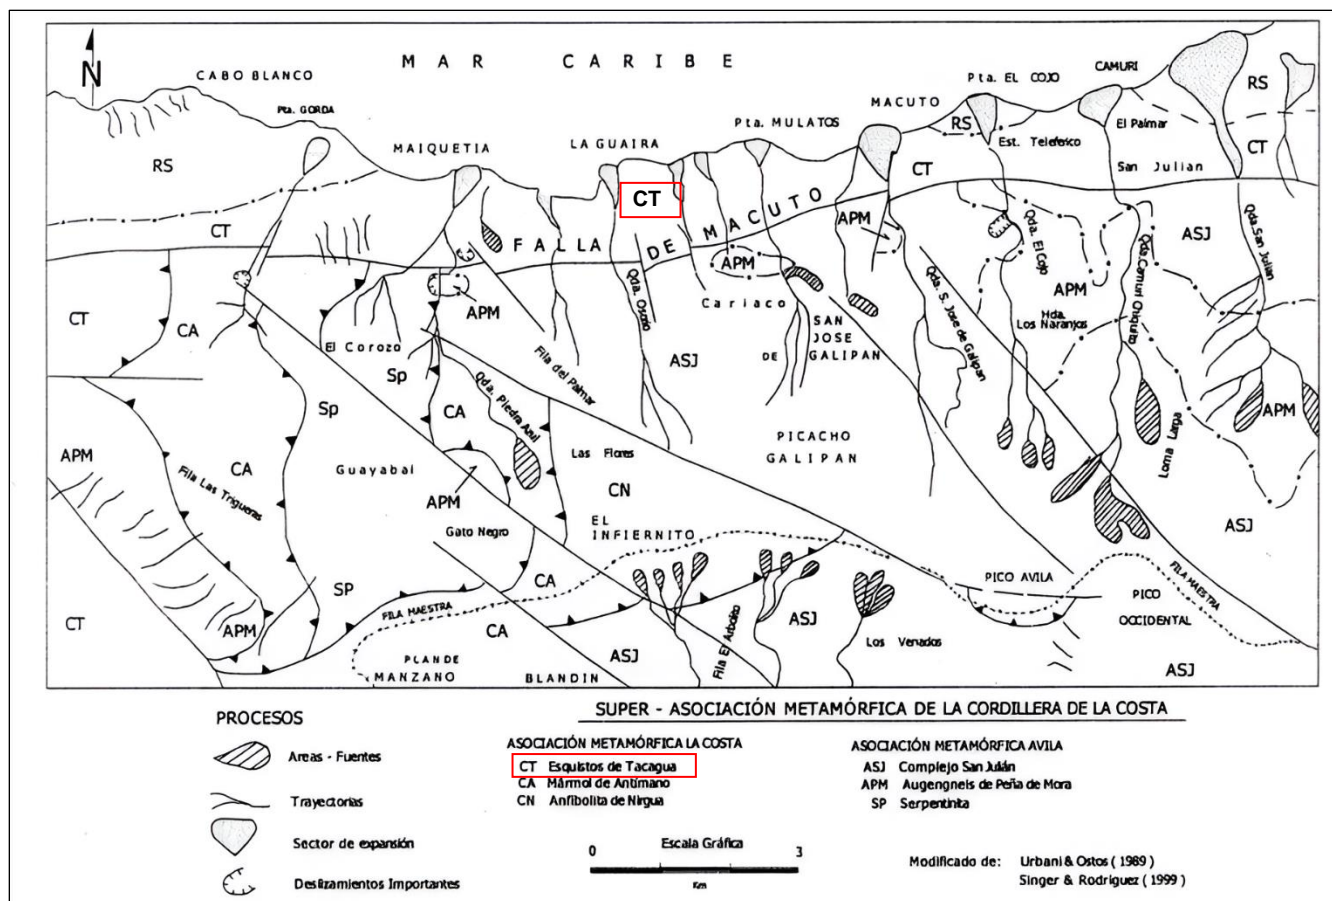 MAR CARIBE
N
CABO BLANCO
Pta. GORDA
MAIQUETIA
LA GUAIRA
Pta. MULATOS
MACUTO
Pta. EL COJO
CAMURI
RS
RS
RS
El Palmar
Est. Teleferico
San Julian
CT
CT
CT
CT
FALLA DE MACUTO
APM
APM
APM
APM
ASJ
Qda. San Julian
Qda. El Cojo
Qda. Camuri Chiquito
Qda. Osorio
Cariaco
CT
CA
El Corozo
Sp
Fila del Palmar
ASJ
SAN JOSE
DE GALIPAN
Qda. S. Jose de Galipan
Hda. Los Naranjos
Sp
CA
Qda. Piedra Azul
APM
Loma Larga
APM
CA
Fila Las Trigueras
Guayabal
APM
Las Flores
PICACHO
GALIPAN
CN
Gato Negro
EL
INFIERNITO
ASJ
SP
CA
FILA MAESTRA
PICO AVILA
PICO
OCCIDENTAL
FILA MAESTRA
CT
APM
CA
PLAN DE
MANZANO
BLANDIN
ASJ
Fila El Arbolito
ASJ
Los Venados
ASJ
PROCESOS
Areas - Fuentes
Trayectorias
Sector de expansión
Deslizamientos Importantes
SUPER - ASOCIACIÓN METAMÓRFICA DE LA CORDILLERA DE LA COSTA
ASOCIACIÓN METAMÓRFICA LA COSTA
CT Esquistos de Tacagua
CA Mármol de Antímano
CN Anfibolita de Nirgua
ASOCIACIÓN METAMÓRFICA AVILA
ASJ Complejo San Julán
APM Augengneis de Peña de Mora
SP Serpentinita
Escala Gráfica
0 3
Km
Modificado de: Urbani & Ostos ( 1989 )
Singer & Rodriguez ( 1999 )